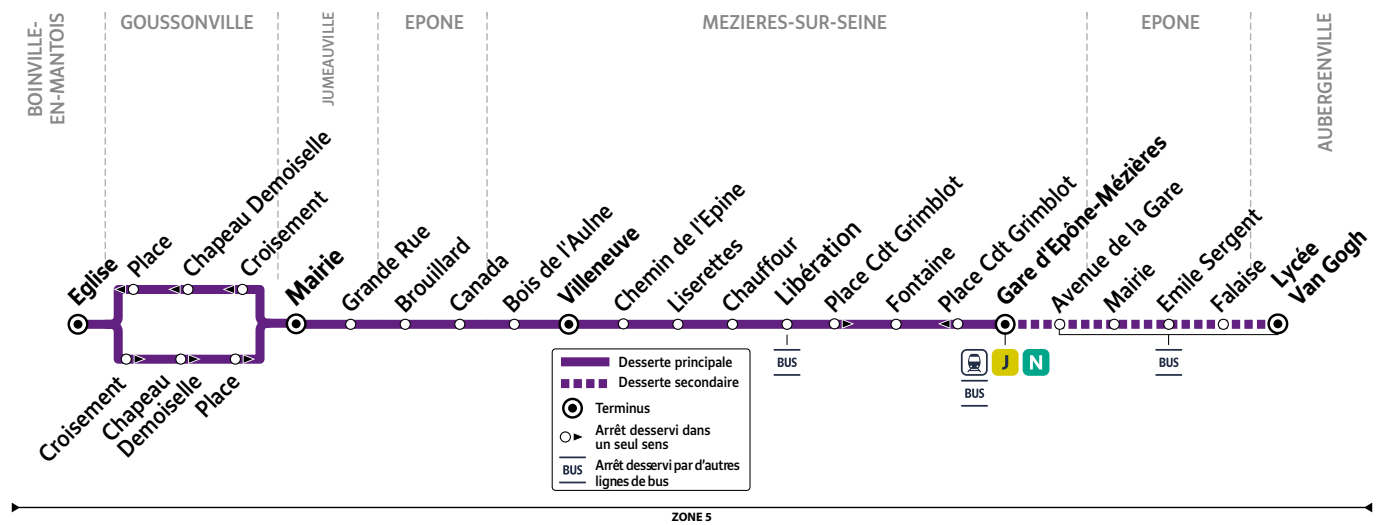 BOINVILLE-
EN-MANTOIS
GOUSSONVILLE
JUMEAUVILLE
EPONE
MEZIERES-SUR-SEINE
EPONE
AUBERGENVILLE
Eglise
Place
Chapeau Demoiselle
Croisement
Croisement
Chapeau
Demoiselle
Place
Mairie
Grande Rue
Brouillard
Canada
Bois de l'Aulne
Villeneuve
Chemin de l'Epine
Liserettes
Chauffour
Libération
Place Cdt Grimblot
Fontaine
Place Cdt Grimblot
Gare d'Epône-Mézières
Avenue de la Gare
Mairie
Emile Sergent
Falaise
Lycée
Van Gogh
BUS
J
N
BUS
BUS
Desserte principale
Desserte secondaire
Terminus
Arrêt desservi dans
un seul sens
BUS
Arrêt desservi par d'autres
lignes de bus
ZONE 5